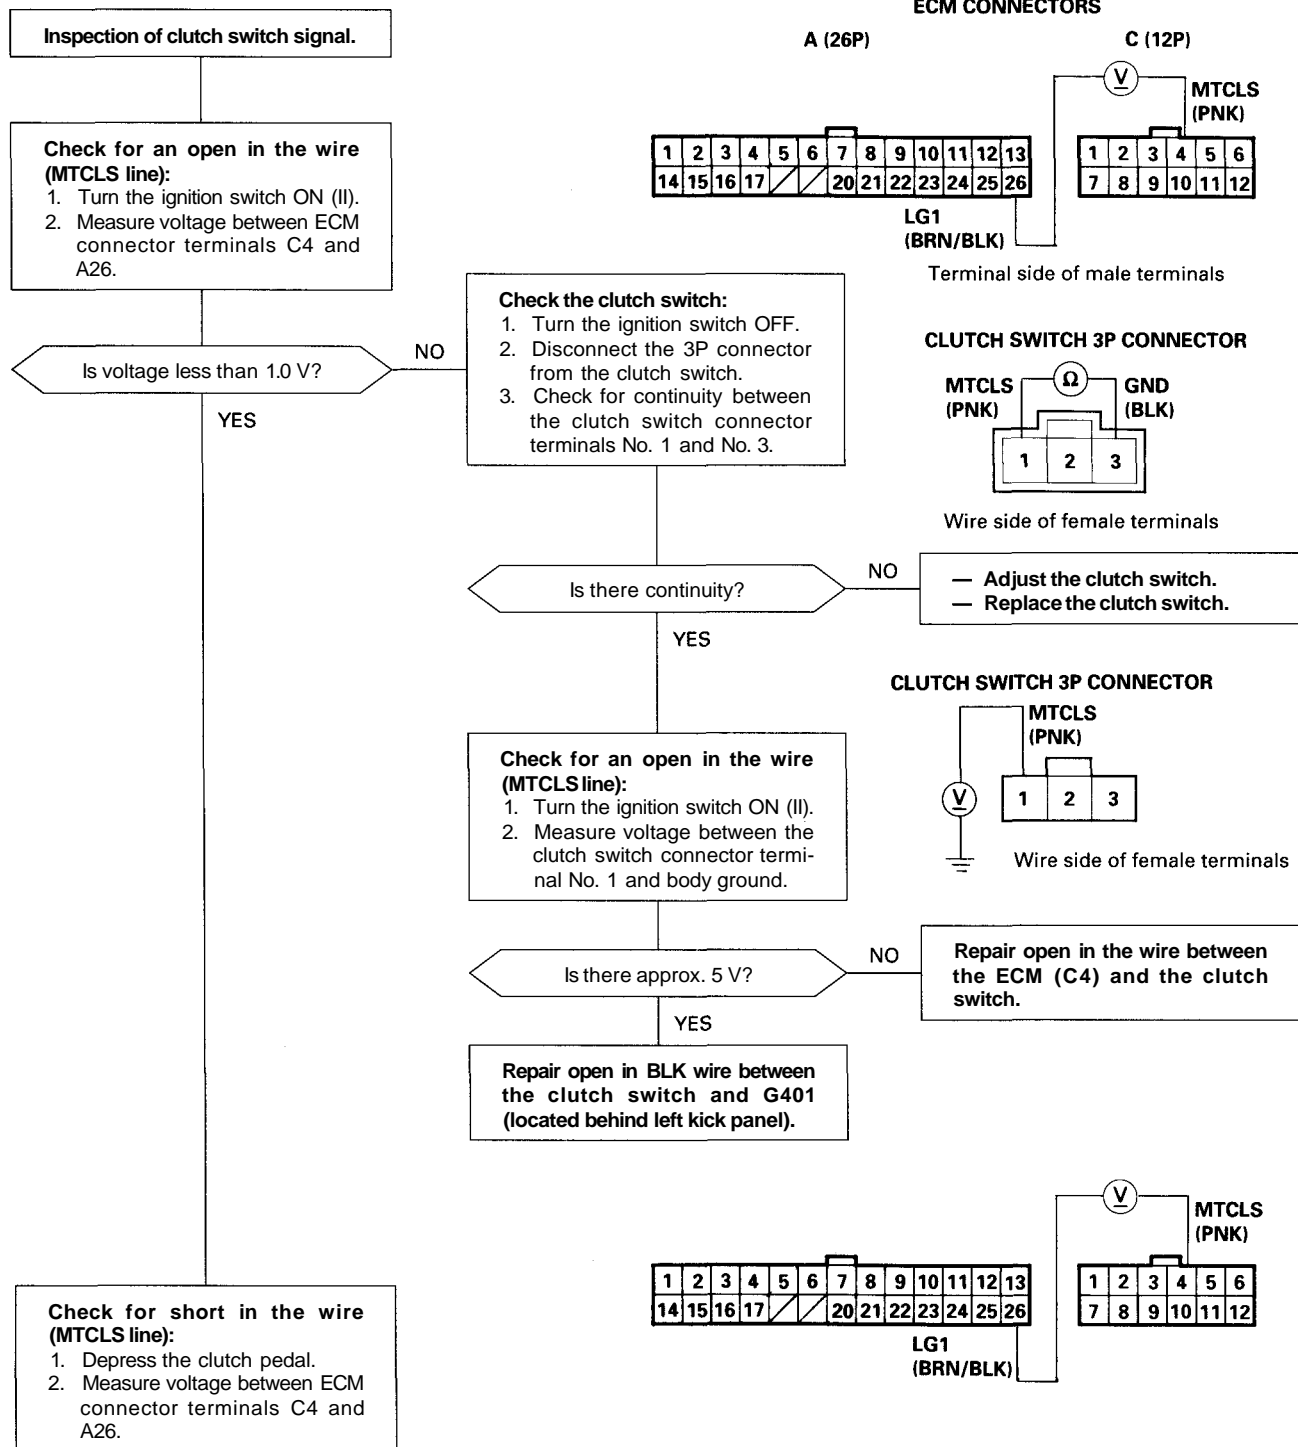 Inspection of clutch switch signal.
Check for an open in the wire
(MTCLS line):
1. Turn the ignition switch ON (II).
2. Measure voltage between ECM
connector terminals C4 and
A26.
Is voltage less than 1.0 V?
NO
YES
Check the clutch switch:
1. Turn the ignition switch OFF.
2. Disconnect the 3P connector
from the clutch switch.
3. Check for continuity between
the clutch switch connector
terminals No. 1 and No. 3.
Is there continuity?
NO
— Adjust the clutch switch.
— Replace the clutch switch.
YES
Check for an open in the wire
(MTCLS line):
1. Turn the ignition switch ON (II).
2. Measure voltage between the
clutch switch connector termi-
nal No. 1 and body ground.
Is there approx. 5 V?
NO
Repair open in the wire between
the ECM (C4) and the clutch
switch.
YES
Repair open in BLK wire between
the clutch switch and G401
(located behind left kick panel).
Check for short in the wire
(MTCLS line):
1. Depress the clutch pedal.
2. Measure voltage between ECM
connector terminals C4 and
A26.
ECM CONNECTORS
A (26P)
C (12P)
V
MTCLS
(PNK)
1 2 3 4 5 6 7 8 9 10 11 12 13
14 15 16 17 20 21 22 23 24 25 26
1 2 3 4 5 6
7 8 9 10 11 12
LG1
(BRN/BLK)
Terminal side of male terminals
CLUTCH SWITCH 3P CONNECTOR
MTCLS
(PNK)
Ω
GND
(BLK)
1 2 3
Wire side of female terminals
CLUTCH SWITCH 3P CONNECTOR
MTCLS
(PNK)
V
1 2 3
Wire side of female terminals
V
MTCLS
(PNK)
1 2 3 4 5 6 7 8 9 10 11 12 13
14 15 16 17 20 21 22 23 24 25 26
1 2 3 4 5 6
7 8 9 10 11 12
LG1
(BRN/BLK)